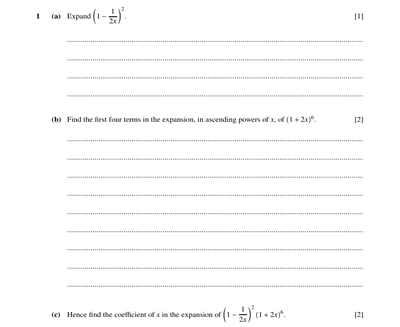 1 (a) Expand (1 − 1/(2x))². [1]
(b) Find the first four terms in the expansion, in ascending powers of x, of (1 + 2x)⁶. [2]
(c) Hence find the coefficient of x in the expansion of (1 − 1/(2x))² (1 + 2x)⁶. [2]